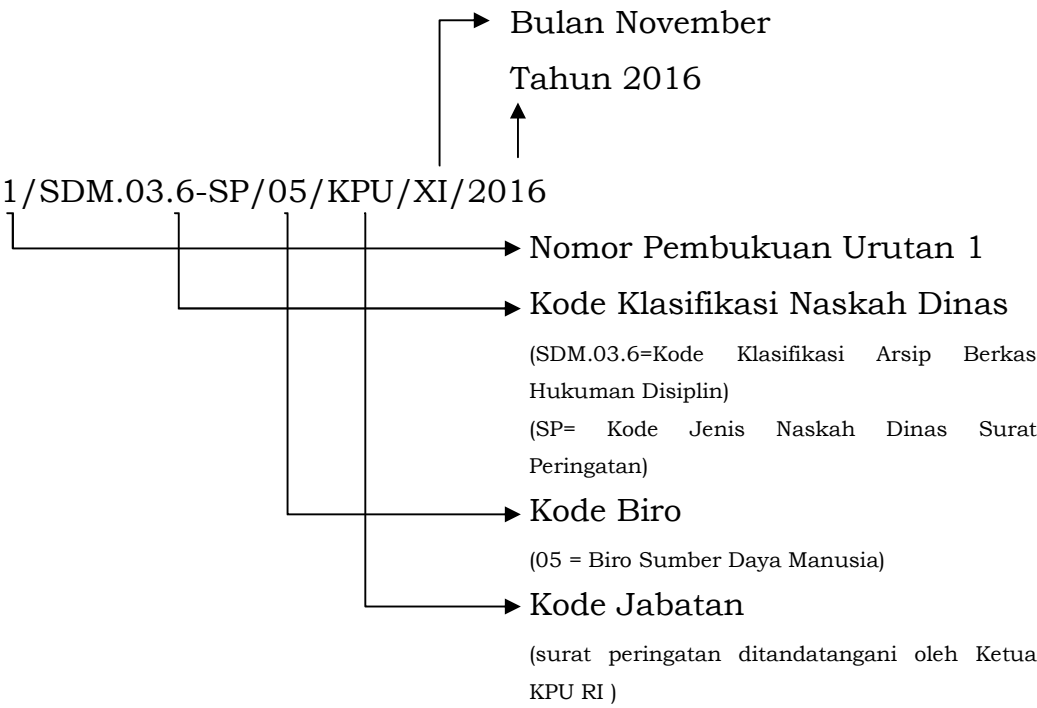 Bulan November
Tahun 2016
1/SDM.03.6-SP/05/KPU/XI/2016
Nomor Pembukuan Urutan 1
Kode Klasifikasi Naskah Dinas
(SDM.03.6=Kode Klasifikasi Arsip Berkas
Hukuman Disiplin)
(SP= Kode Jenis Naskah Dinas Surat
Peringatan)
Kode Biro
(05 = Biro Sumber Daya Manusia)
Kode Jabatan
(surat peringatan ditandatangani oleh Ketua
KPU RI )